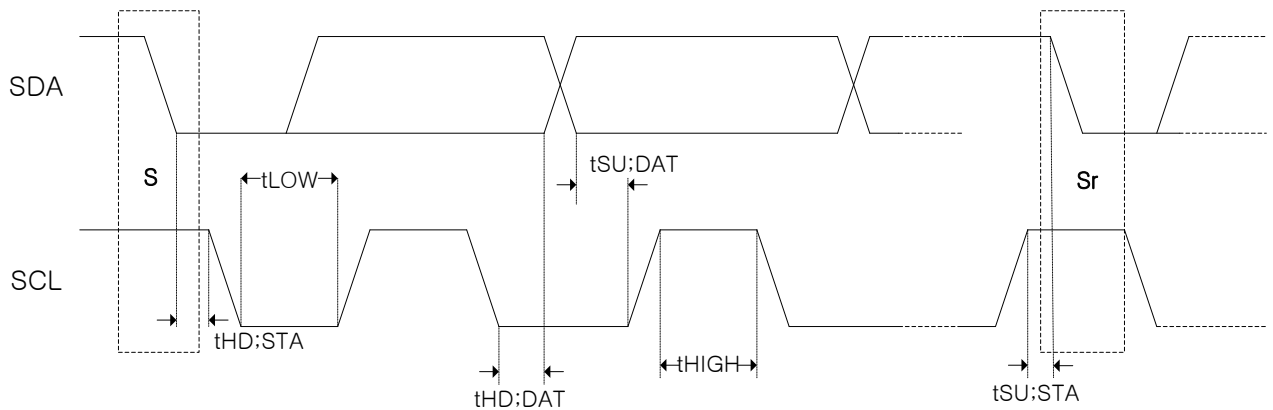 SDA
tSU;DAT
S
tLOW
Sr
SCL
tHD;STA
tHIGH
tHD;DAT
tSU;STA